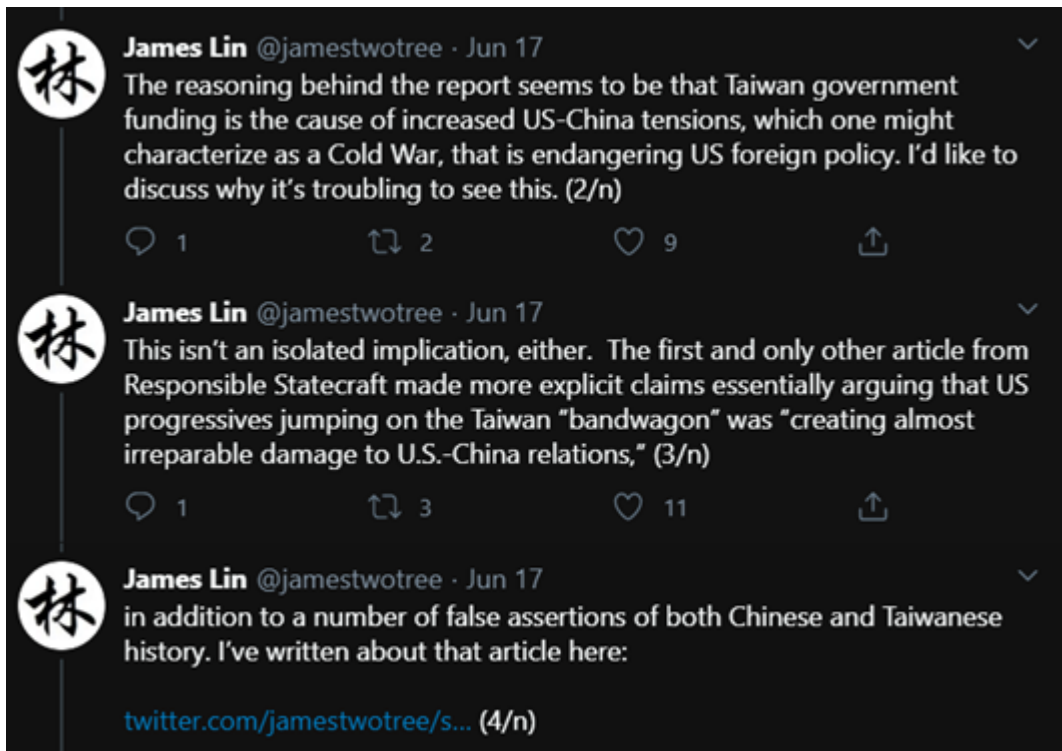 林
James Lin @jamestwotree · Jun 17
The reasoning behind the report seems to be that Taiwan government
funding is the cause of increased US-China tensions, which one might
characterize as a Cold War, that is endangering US foreign policy. I’d like to
discuss why it’s troubling to see this. (2/n)
1 2 9
林
James Lin @jamestwotree · Jun 17
This isn’t an isolated implication, either.  The first and only other article from
Responsible Statecraft made more explicit claims essentially arguing that US
progressives jumping on the Taiwan “bandwagon” was “creating almost
irreparable damage to U.S.-China relations,” (3/n)
1 3 11
林
James Lin @jamestwotree · Jun 17
in addition to a number of false assertions of both Chinese and Taiwanese
history. I’ve written about that article here:
twitter.com/jamestwotree/s... (4/n)